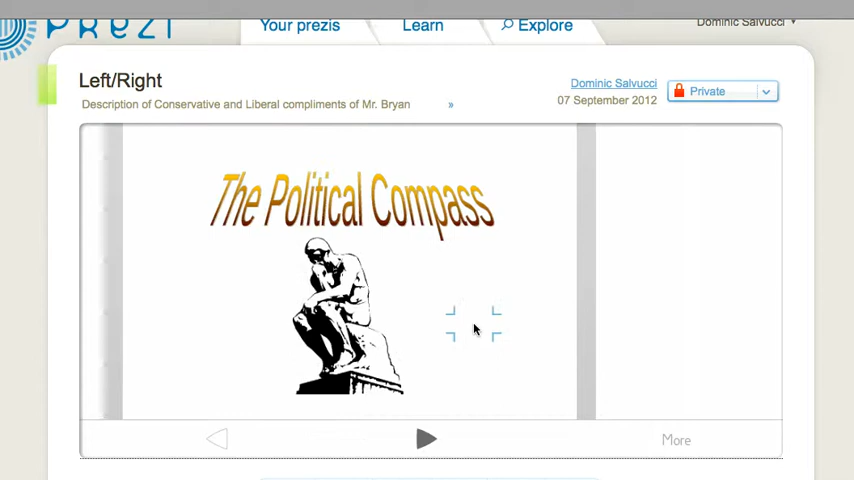 PREZI
Your prezis
Learn
Explore
Dominic Salvucci
Left/Right
Dominic Salvucci
Description of Conservative and Liberal compliments of Mr. Bryan »
07 September 2012
Private
The Political Compass
More